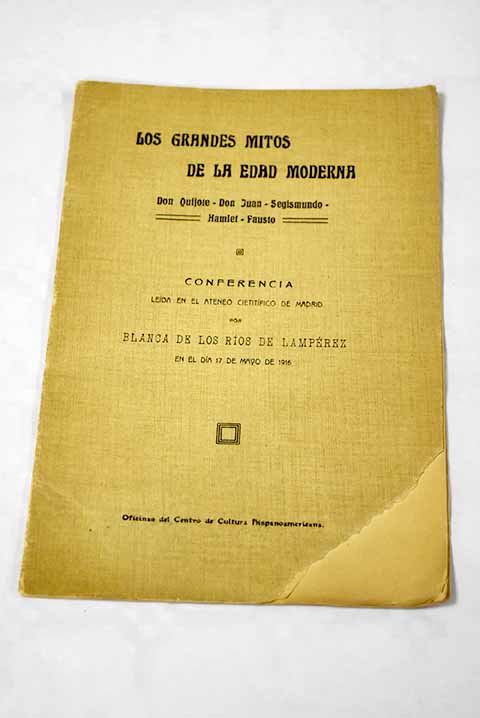 LOS GRANDES MITOS
DE LA EDAD MODERNA
Don Quijote - Don Juan - Segismundo -
Hamlet - Fausto
CONFERENCIA
LEÍDA EN EL ATENEO CIETITÍFICO DE MADRID
POR
BLANCA DE LOS RÍOS DE LAMPÉREZ
EN EL DÍA 17 DE MAYO DE 1916
Oficinas del Centro de Cultura Hispanoamericana.